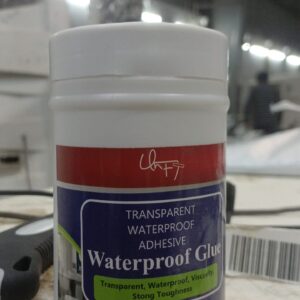 TRANSPARENT
WATERPROOF
ADHESIVE
Waterproof Glue
Transparent, Waterproof, Viscosity,
Stong Toughness